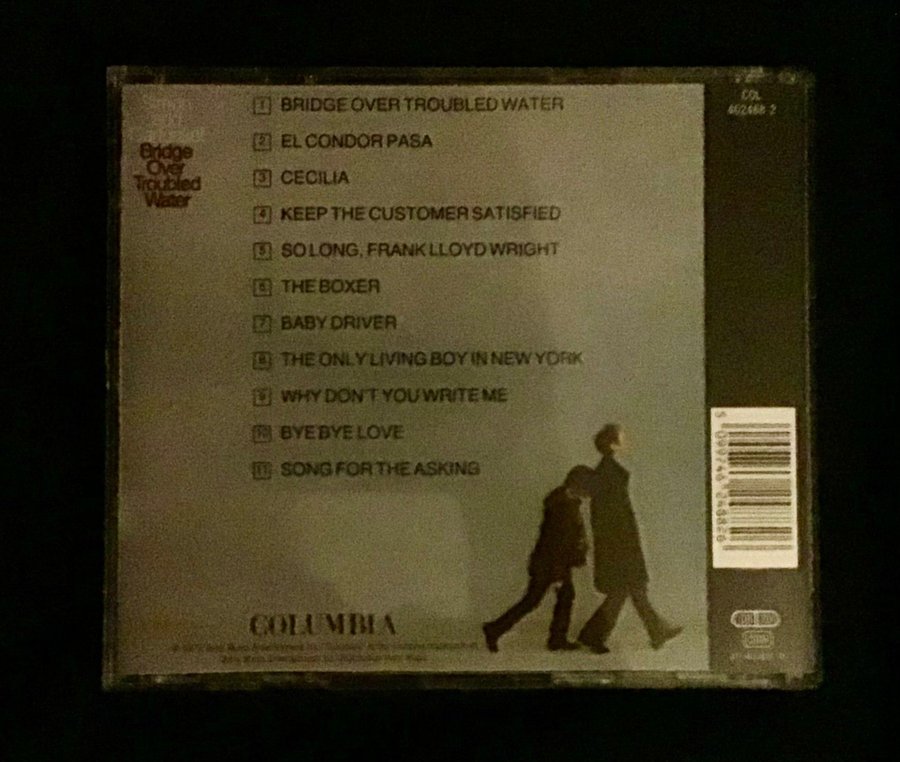 Bridge
Over
Troubled
Water
1 BRIDGE OVER TROUBLED WATER
2 EL CONDOR PASA
3 CECILIA
4 KEEP THE CUSTOMER SATISFIED
5 SO LONG, FRANK LLOYD WRIGHT
6 THE BOXER
7 BABY DRIVER
8 THE ONLY LIVING BOY IN NEW YORK
9 WHY DON'T YOU WRITE ME
10 BYE BYE LOVE
11 SONG FOR THE ASKING
COLUMBIA
COL
462488 2
5 099746 248826